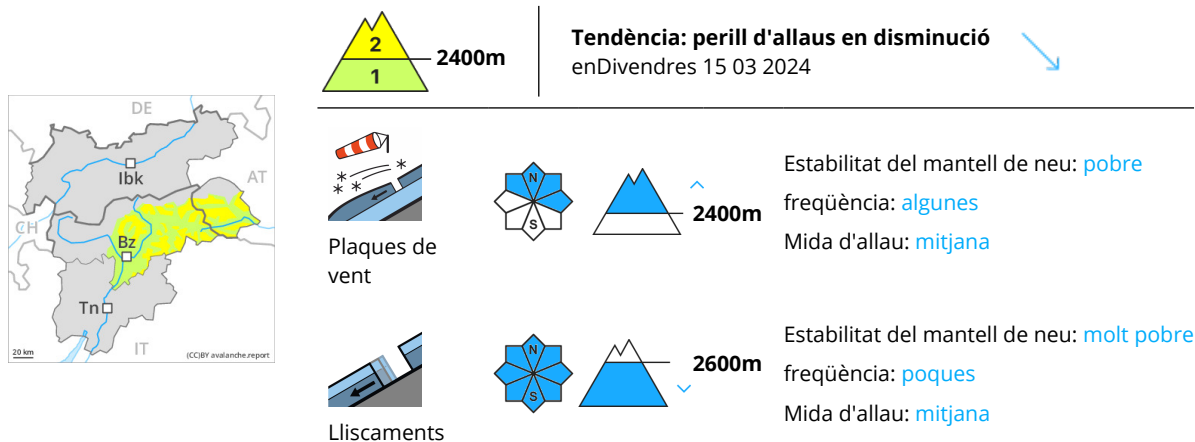 2
1
2400m
Tendència: perill d'allaus en disminució
enDivendres 15 03 2024
DE
Ibk
AT
CH
Bz
Tn
IT
20 km
(CC)BY avalanche.report
Plaques de
vent
N
S
2400m
Estabilitat del mantell de neu: pobre
freqüència: algunes
Mida d'allau: mitjana
Lliscaments
N
S
2600m
Estabilitat del mantell de neu: molt pobre
freqüència: poques
Mida d'allau: mitjana